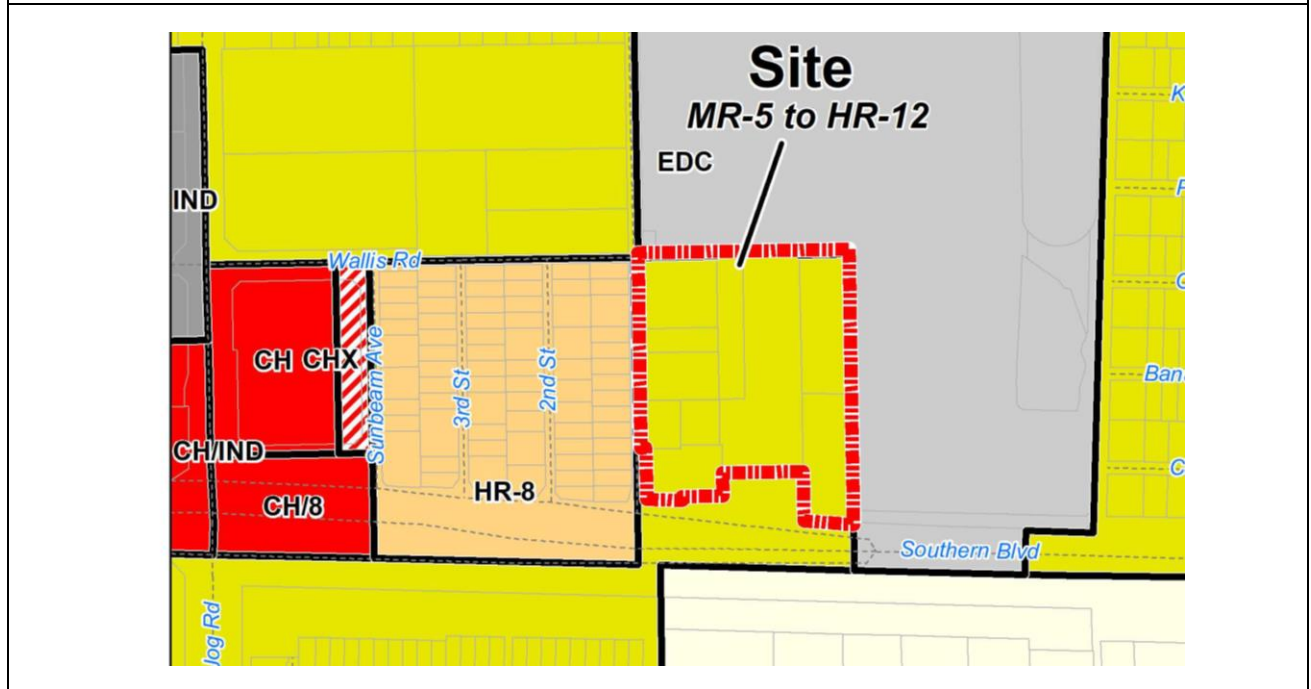 Site
MR-5 to HR-12
EDC
IND
Wallis Rd
CH CHX
Sunbeam Ave
3rd St
2nd St
CH/IND
CH/8
HR-8
Southern Blvd
Jog Rd
K
C
Ban
C